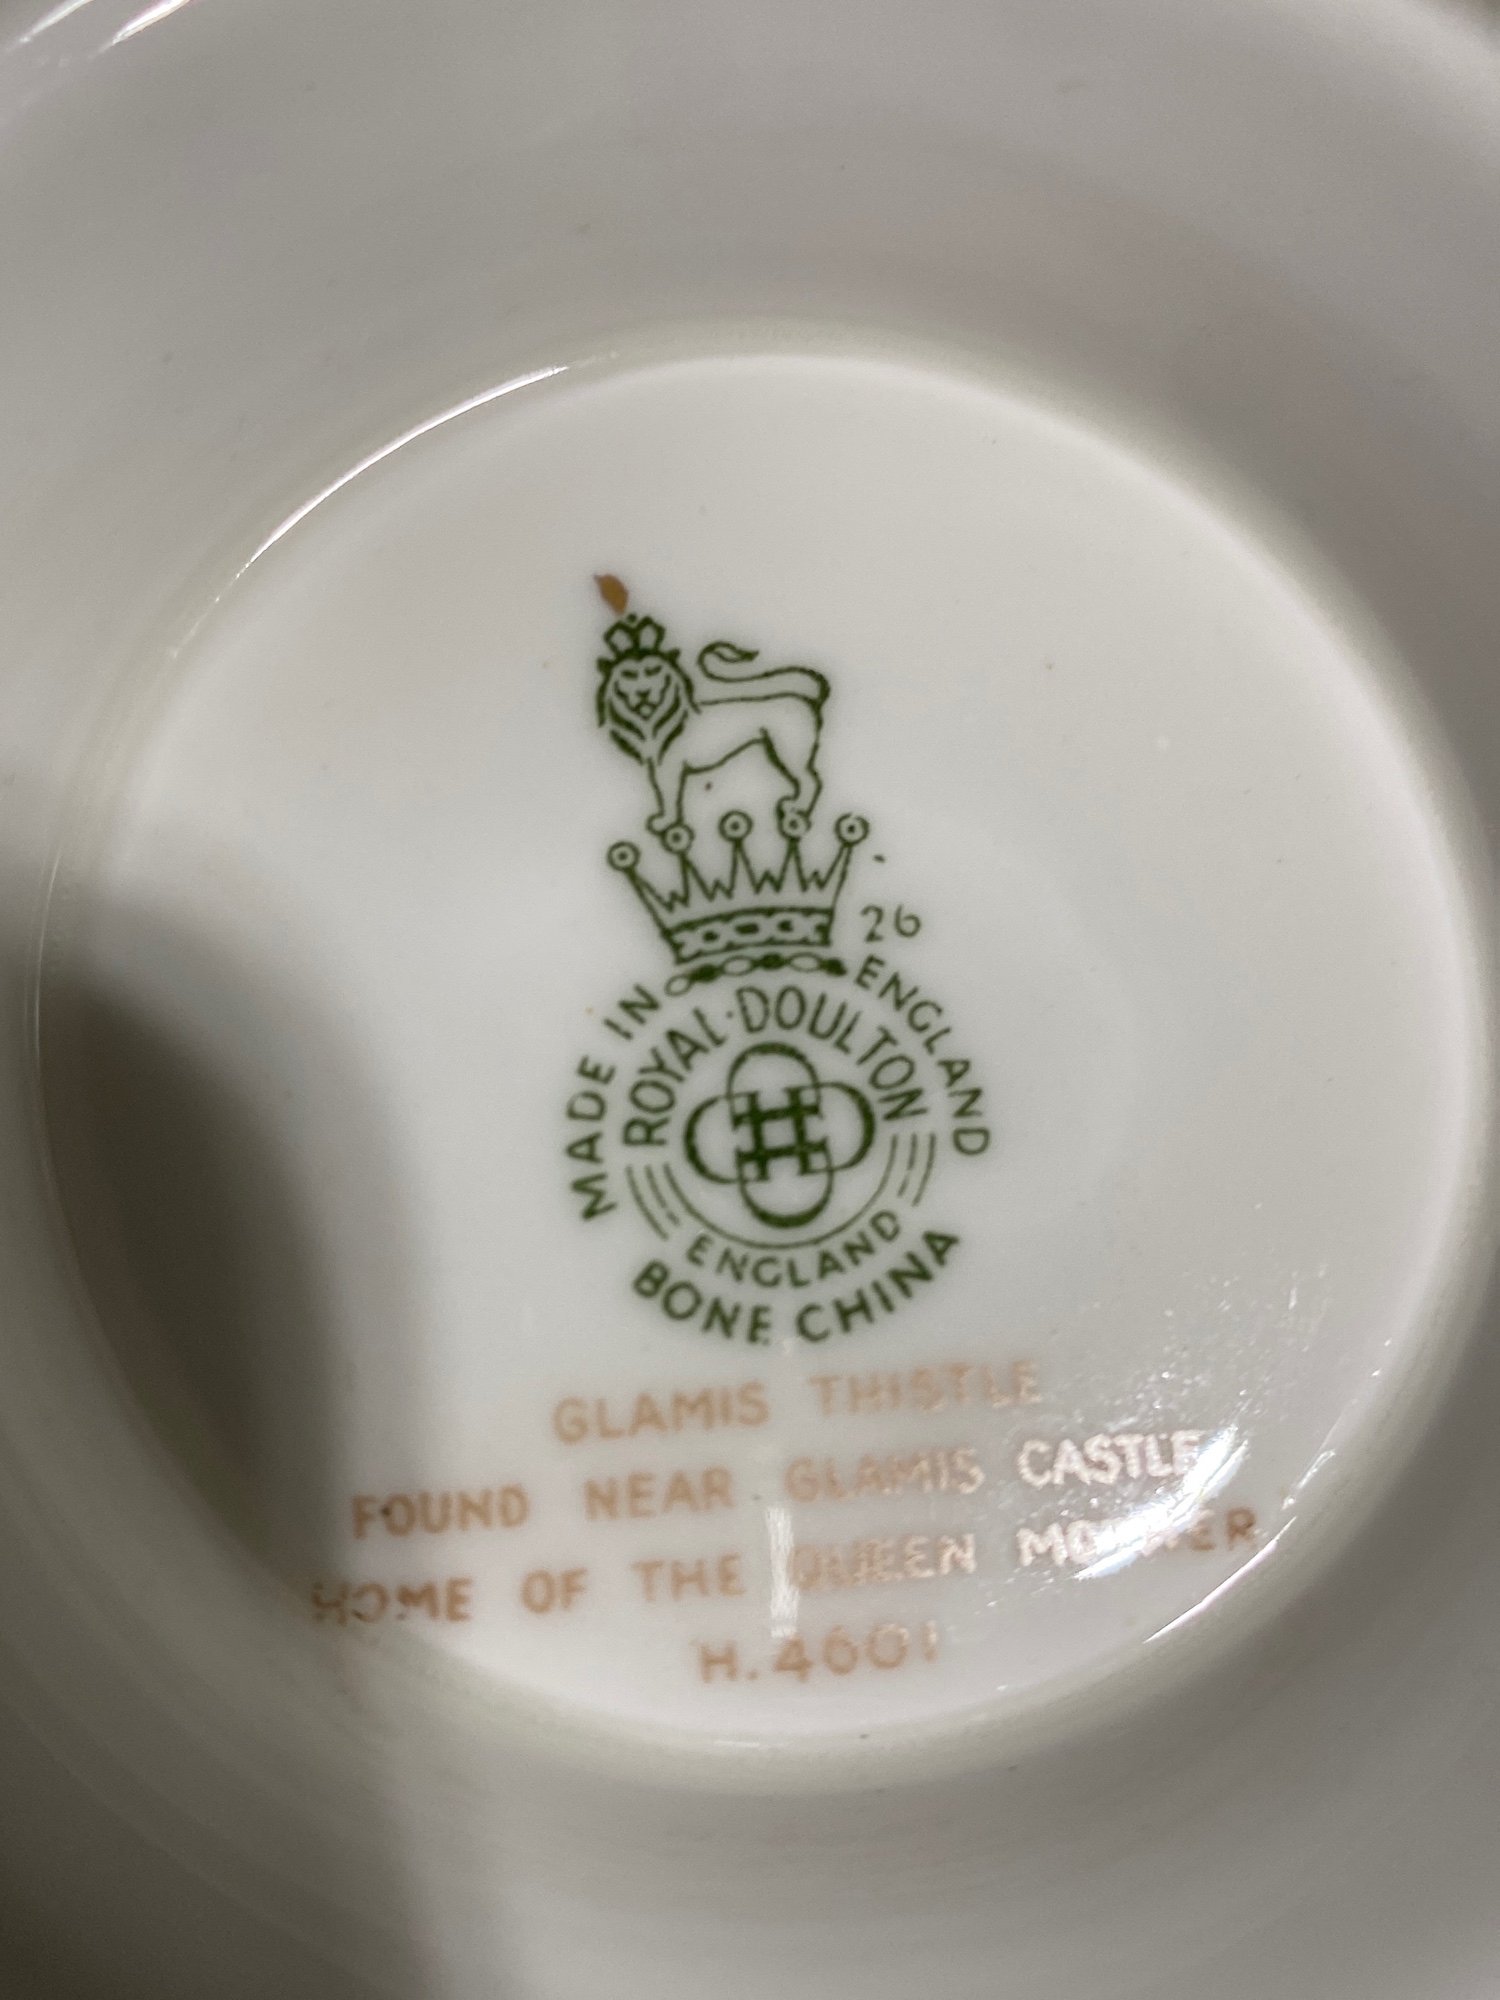 26
MADE IN ENGLAND
ROYAL·DOULTON
ENGLAND
BONE CHINA
GLAMIS THISTLE
FOUND NEAR GLAMIS CASTLE
HOME OF THE QUEEN MOTHER
H.4601